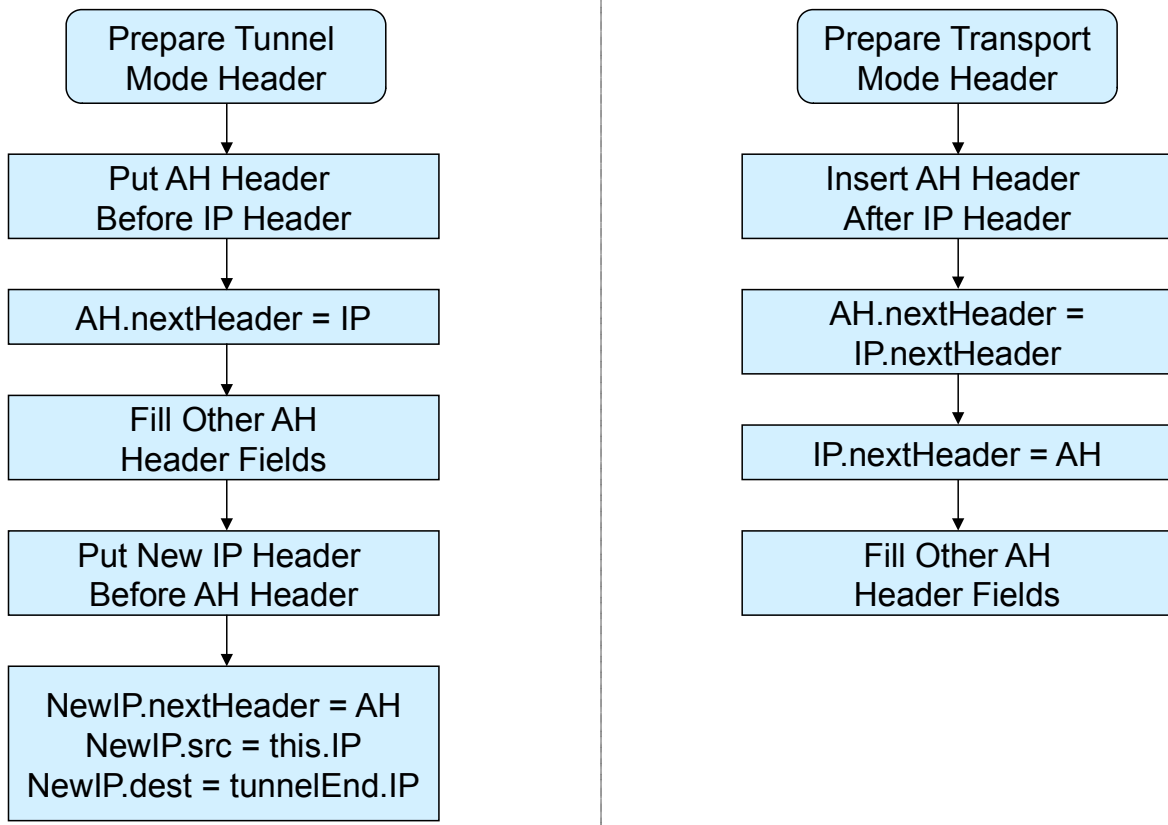 Prepare Tunnel
Mode Header
Put AH Header
Before IP Header
AH.nextHeader = IP
Fill Other AH
Header Fields
Put New IP Header
Before AH Header
NewIP.nextHeader = AH
NewIP.src = this.IP
NewIP.dest = tunnelEnd.IP
Prepare Transport
Mode Header
Insert AH Header
After IP Header
AH.nextHeader =
IP.nextHeader
IP.nextHeader = AH
Fill Other AH
Header Fields